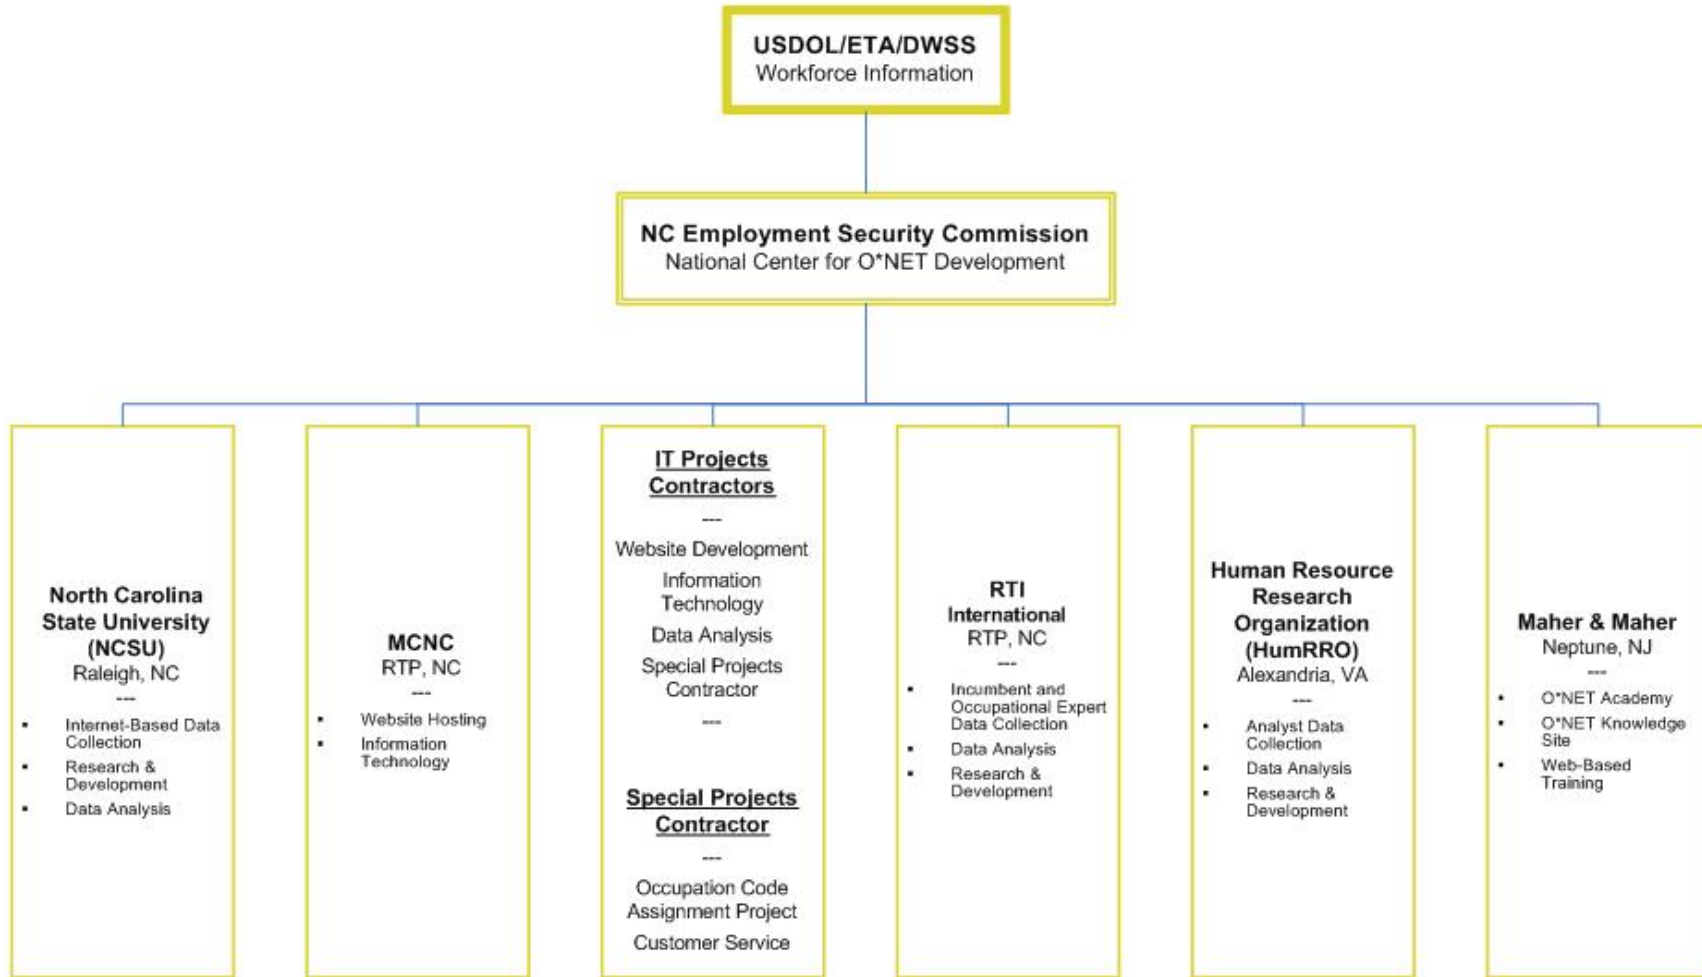 USDOL/ETA/DWSS
Workforce Information
NC Employment Security Commission
National Center for O*NET Development
North Carolina
State University
(NCSU)
Raleigh, NC
---
▪ Internet-Based Data
Collection
▪ Research &
Development
▪ Data Analysis
MCNC
RTP, NC
---
▪ Website Hosting
▪ Information
Technology
IT Projects
Contractors
---
Website Development
Information
Technology
Data Analysis
Special Projects
Contractor
---
Special Projects
Contractor
---
Occupation Code
Assignment Project
Customer Service
RTI
International
RTP, NC
---
▪ Incumbent and
Occupational Expert
Data Collection
▪ Data Analysis
▪ Research &
Development
Human Resource
Research
Organization
(HumRRO)
Alexandria, VA
---
▪ Analyst Data
Collection
▪ Data Analysis
▪ Research &
Development
Maher & Maher
Neptune, NJ
---
▪ O*NET Academy
▪ O*NET Knowledge
Site
▪ Web-Based
Training